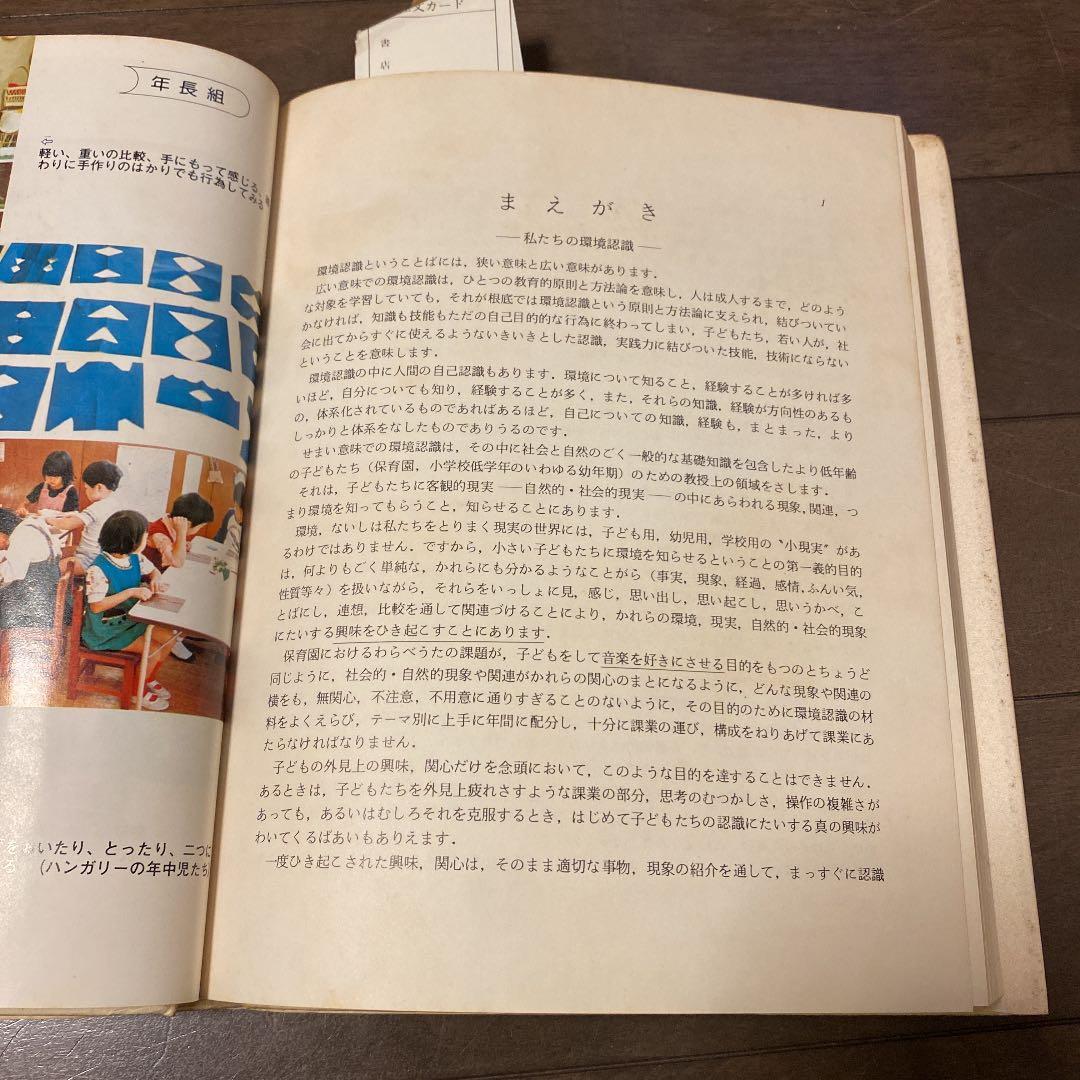 文カード
書
店
年長組
軽い、重いの比較、手にもって感じる、
わりに手作りのはかりでも行為してみる
いたり、とったり、二つに
(ハンガリーの年中児たち
1
まえがき
――私たちの環境認識――
環境認識ということばには，狭い意味と広い意味があります．
広い意味での環境認識は，ひとつの教育的原則と方法論を意味し，人は成人するまで，どのよう
な対象を学習していても，それが根底では環境認識という原則と方法論に支えられ，結びついてい
かなければ，知識も技能もただの自己目的的な行為に終わってしまい，子どもたち，若い人が，社
会に出てからすぐに使えるようないきいきとした認識，実践力に結びついた技能，技術にならない
ということを意味します．
環境認識の中に人間の自己認識もあります．環境について知ること，経験することが多ければ多
いほど，自分についても知り，経験することが多く，また，それらの知識，経験が方向性のあるも
の，体系化されているものであればあるほど，自己についての知識，経験も，まとまった，より
しっかりと体系をなしたものでありうるのです．
せまい意味での環境認識は，その中に社会と自然のごく一般的な基礎知識を包含したより低年齢
の子どもたち（保育園，小学校低学年のいわゆる幼年期）のための教授上の領域をさします．
それは，子どもたちに客観的現実――自然的・社会的現実――の中にあらわれる現象，関連，つ
まり環境を知ってもらうこと，知らせることにあります．
環境，ないしは私たちをとりまく現実の世界には，子ども用，幼児用，学校用の〝小現実〟があ
るわけではありません．ですから，小さい子どもたちに環境を知らせるということの第一義的目的
は，何よりもごく単純な，かれらにも分かるようなことがら（事実，現象，経過，感情，ふんい気，
性質等々）を扱いながら，それらをいっしょに見，感じ，思い出し，思い起こし，思いうかべ，こ
とばにし，連想，比較を通して関連づけることにより，かれらの環境，現実，自然的・社会的現象
にたいする興味をひき起こすことにあります．
保育園におけるわらべうたの課題が，子どもをして音楽を好きにさせる目的をもつのとちょうど
同じように，社会的・自然的現象や関連がかれらの関心のまとになるように，どんな現象や関連の
横をも，無関心，不注意，不用意に通りすぎることのないように，その目的のために環境認識の材
料をよくえらび，テーマ別に上手に年間に配分し，十分に課業の運び，構成をねりあげて課業にあ
たらなければなりません．
子どもの外見上の興味，関心だけを念頭において，このような目的を達することはできません．
あるときは，子どもたちを外見上疲れさすような課業の部分，思考のむつかしさ，操作の複雑さが
あっても，あるいはむしろそれを克服するとき，はじめて子どもたちの認識にたいする真の興味が
わいてくるばあいもありえます．
一度ひき起こされた興味，関心は，そのまま適切な事物，現象の紹介を通して，まっすぐに認識